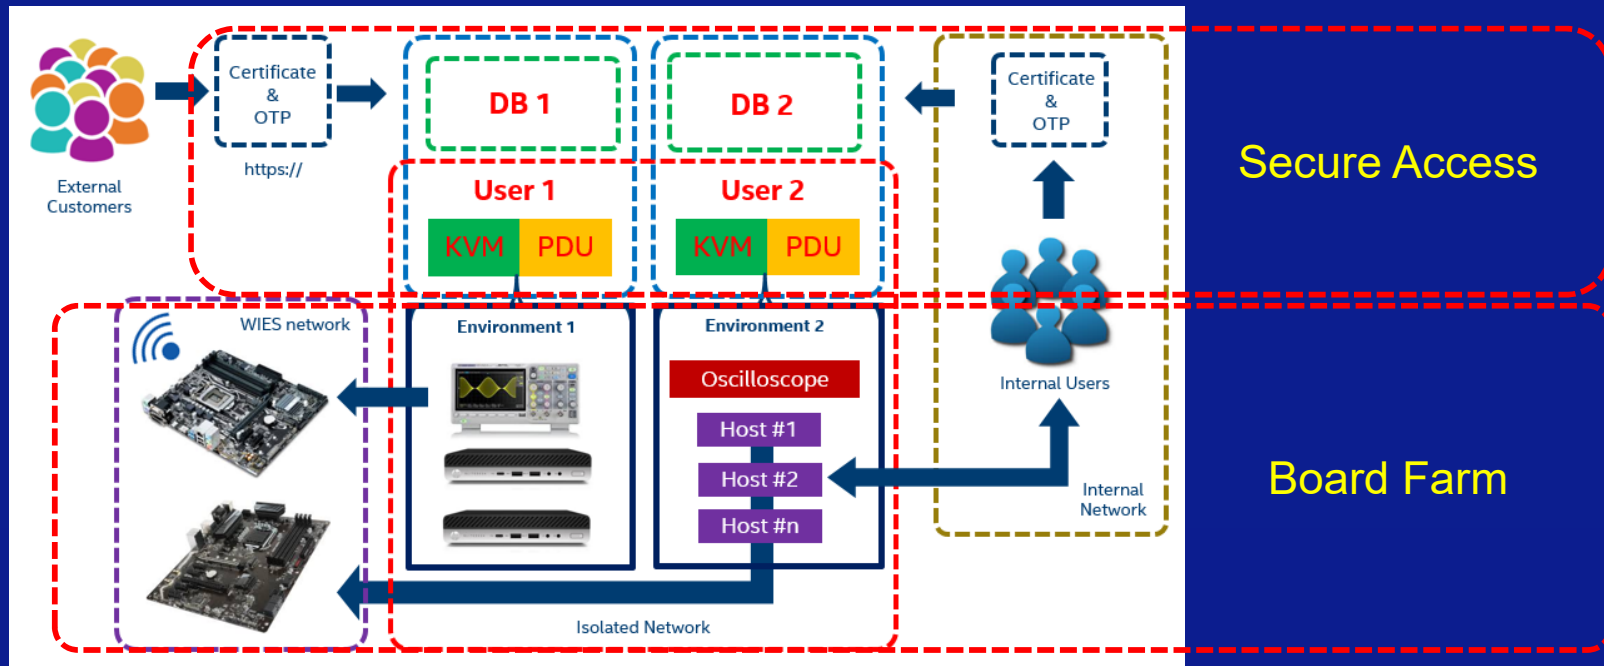 External
Customers
Certificate
&
OTP
https://
DB 1
DB 2
Certificate
&
OTP
Secure Access
User 1
User 2
KVM
PDU
KVM
PDU
WIES network
Environment 1
Environment 2
Oscilloscope
Host #1
Host #2
Host #n
Internal Users
Internal
Network
Board Farm
Isolated Network